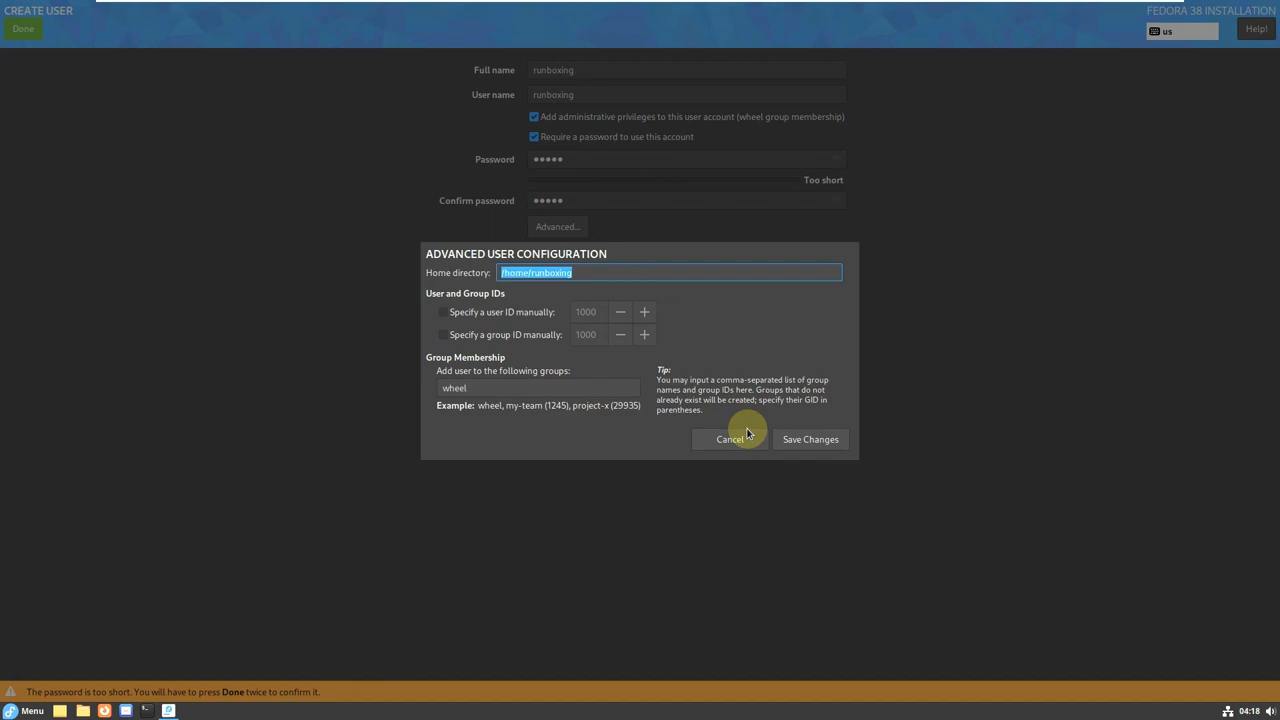 CREATE USER
FEDORA 38 INSTALLATION
Done
us
Help!
Full name
runboxing
User name
runboxing
Add administrative privileges to this user account (wheel group membership)
Require a password to use this account
Password
●●●●●
Too short
Confirm password
●●●●●
Advanced...
ADVANCED USER CONFIGURATION
Home directory: /home/runboxing
User and Group IDs
Specify a user ID manually: 1000 — +
Specify a group ID manually: 1000 — +
Group Membership
Add user to the following groups:
wheel
Example: wheel, my-team (1245), project-x (29935)
Tip:
You may input a comma-separated list of group
names and group IDs here. Groups that do not
already exist will be created; specify their GID in
parentheses.
Cancel
Save Changes
The password is too short. You will have to press Done twice to confirm it.
Menu
04:18